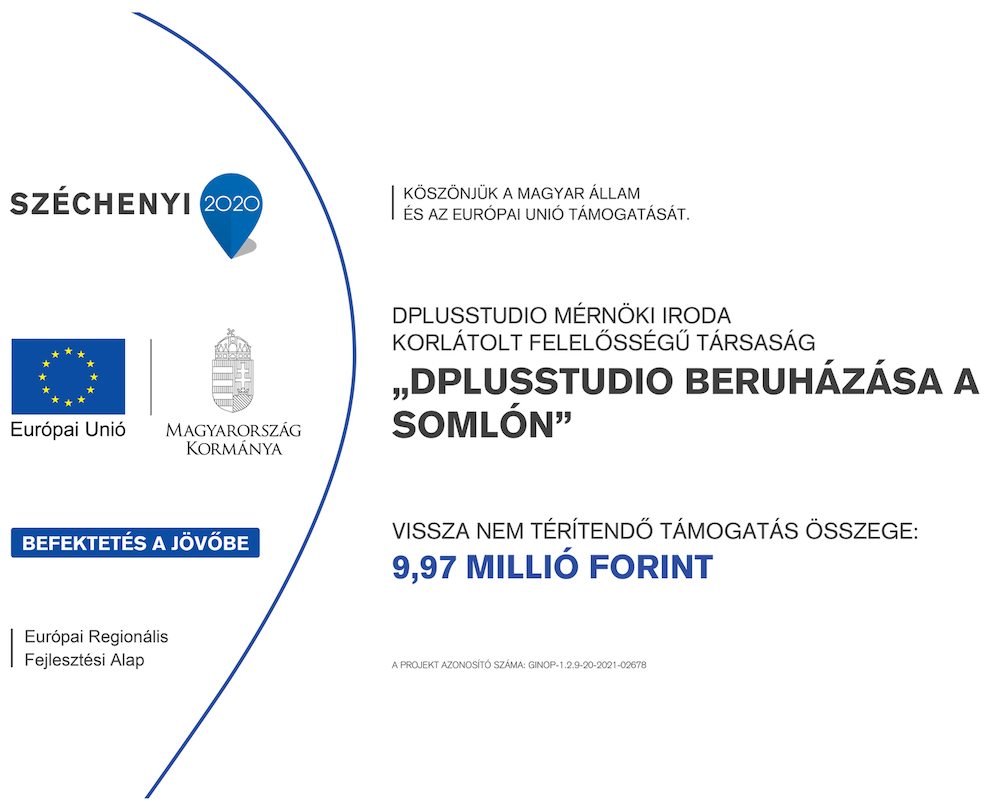 SZÉCHENYI 2020
Európai Unió
MAGYARORSZÁG
KORMÁNYA
BEFEKTETÉS A JÖVŐBE
Európai Regionális
Fejlesztési Alap
KÖSZÖNJÜK A MAGYAR ÁLLAM
ÉS AZ EURÓPAI UNIÓ TÁMOGATÁSÁT.
DPLUSSTUDIO MÉRNÖKI IRODA
KORLÁTOLT FELELŐSSÉGŰ TÁRSASÁG
„DPLUSSTUDIO BERUHÁZÁSA A
SOMLÓN”
VISSZA NEM TÉRÍTENDŐ TÁMOGATÁS ÖSSZEGE:
9,97 MILLIÓ FORINT
A PROJEKT AZONOSÍTÓ SZÁMA: GINOP-1.2.9-20-2021-02678